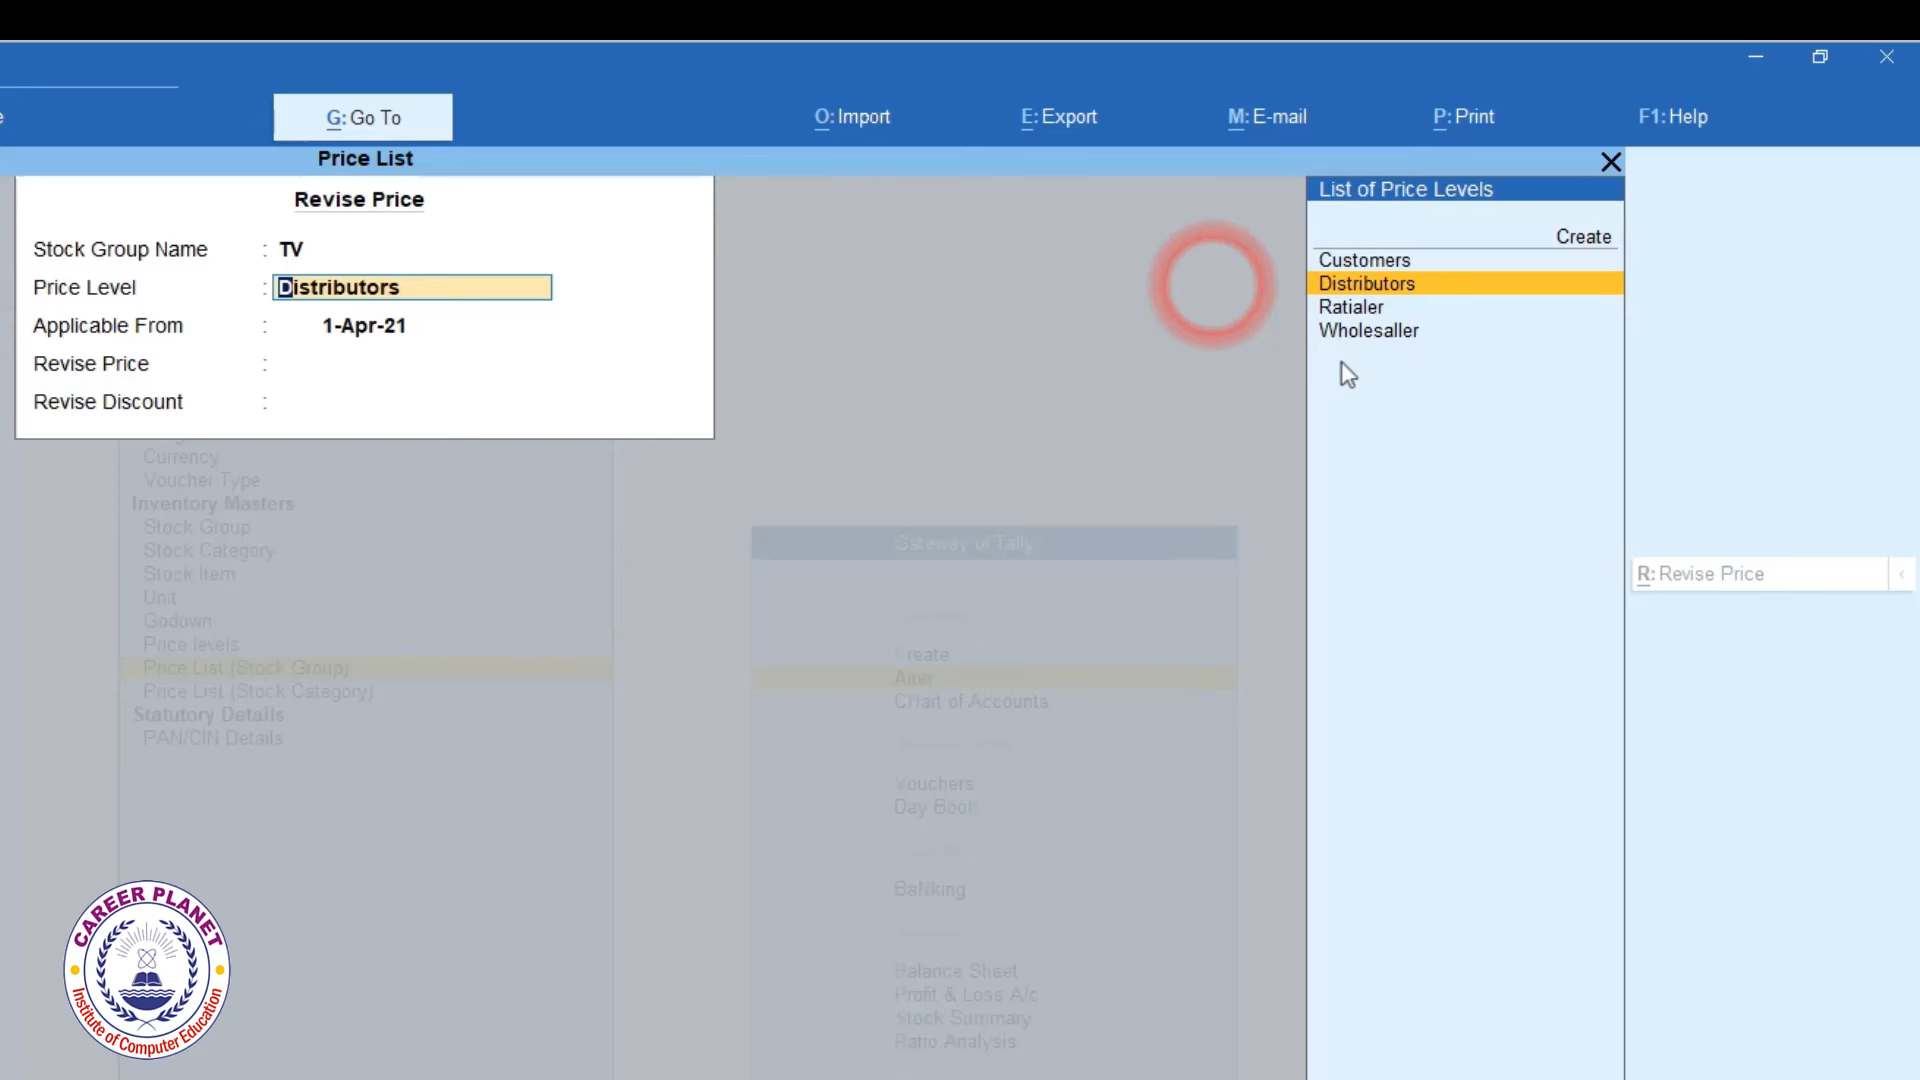 G: Go To
O: Import
E: Export
M: E-mail
P: Print
F1: Help
Price List
Revise Price
Stock Group Name : TV
Price Level : Distributors
Applicable From : 1-Apr-21
Revise Price :
Revise Discount :
List of Price Levels
Create
Customers
Distributors
Ratialer
Wholesaller
R: Revise Price
Currency
Voucher Type
Inventory Masters
Stock Group
Stock Category
Stock Item
Unit
Godown
Price levels
Price List (Stock Group)
Price List (Stock Category)
Statutory Details
PAN/CIN Details
Gateway of Tally
Create
Alter
CHart of Accounts
Vouchers
Day Book
BaNking
Balance Sheet
Profit & Loss A/c
Stock Summary
Ratio Analysis
CAREER PLANET
Institute of Computer Education